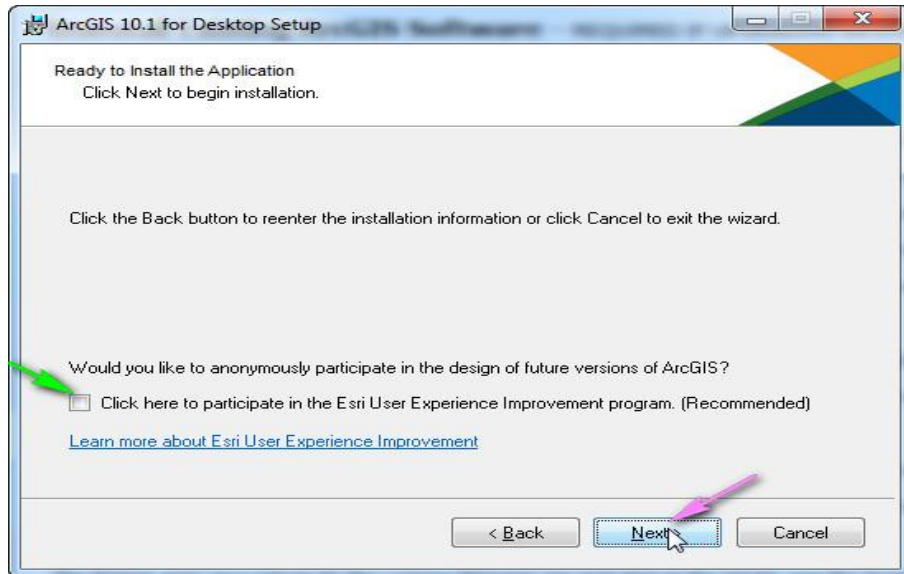 ArcGIS 10.1 for Desktop Setup
Ready to Install the Application
Click Next to begin installation.
Click the Back button to reenter the installation information or click Cancel to exit the wizard.
Would you like to anonymously participate in the design of future versions of ArcGIS?
Click here to participate in the Esri User Experience Improvement program. (Recommended)
Learn more about Esri User Experience Improvement
< Back Next > Cancel